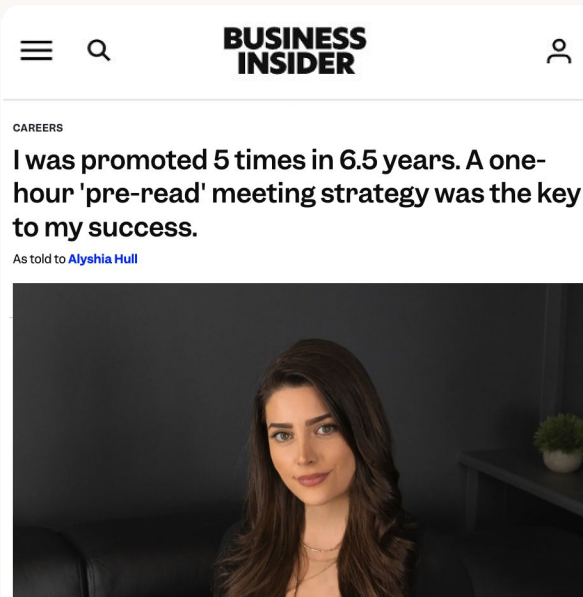 BUSINESS
INSIDER
CAREERS
I was promoted 5 times in 6.5 years. A one-
hour 'pre-read' meeting strategy was the key
to my success.
As told to Alyshia Hull